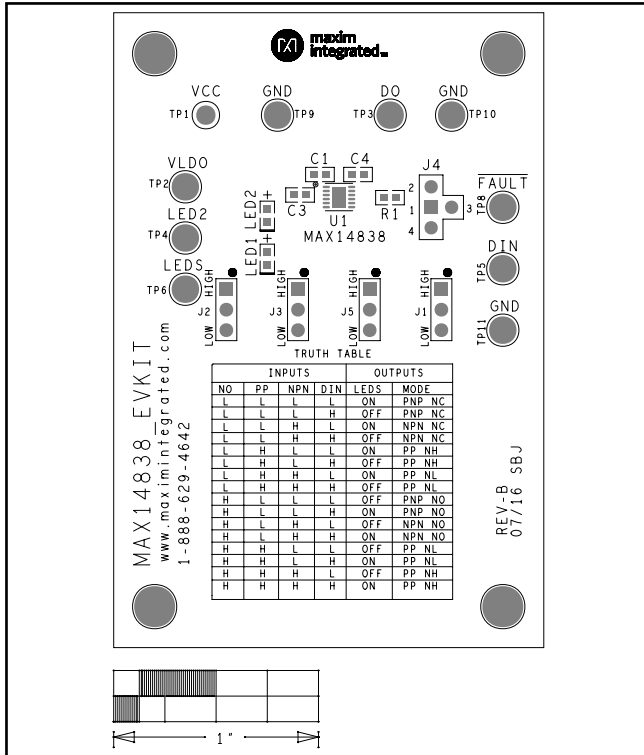 maxim
integrated™
VCC
GND
DO
GND
TP1
TP9
TP3
TP10
VLDO
TP2
C1
C4
J4
FAULT
TP8
LED2
TP4
LED2 +
C3
U1
MAX14838
R1
2
1
3
4
LED1 +
DIN
TP5
LEDS
TP6
HIGH
J2
LOW
HIGH
J3
LOW
HIGH
J5
LOW
HIGH
J1
LOW
GND
TP11
TRUTH TABLE
INPUTS OUTPUTS
NO PP NPN DIN LEDS MODE
L L L L ON PNP NC
L L L H OFF PNP NC
L L H L ON NPN NC
L L H H OFF NPN NC
L H L L ON PP NH
L H L H OFF PP NH
L H H L ON PP NL
L H H H OFF PP NL
H L L L OFF PNP NO
H L L H ON PNP NO
H L H L OFF NPN NO
H L H H ON NPN NO
H H L L OFF PP NL
H H L H ON PP NL
H H H L OFF PP NH
H H H H ON PP NH
MAX14838_EVKIT
www.maximintegrated.com
1-888-629-4642
REV-B
07/16 SBJ
1"